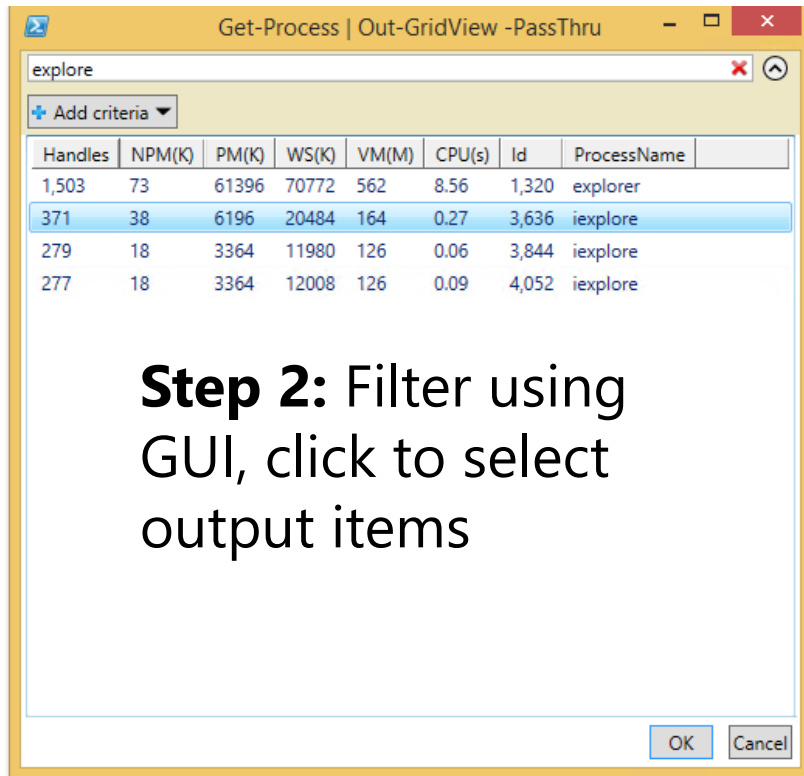 Get-Process | Out-GridView -PassThru
explore
Add criteria
Handles NPM(K) PM(K) WS(K) VM(M) CPU(s) Id ProcessName
1,503 73 61396 70772 562 8.56 1,320 explorer
371 38 6196 20484 164 0.27 3,636 iexplore
279 18 3364 11980 126 0.06 3,844 iexplore
277 18 3364 12008 126 0.09 4,052 iexplore
Step 2: Filter using
GUI, click to select
output items
OK Cancel